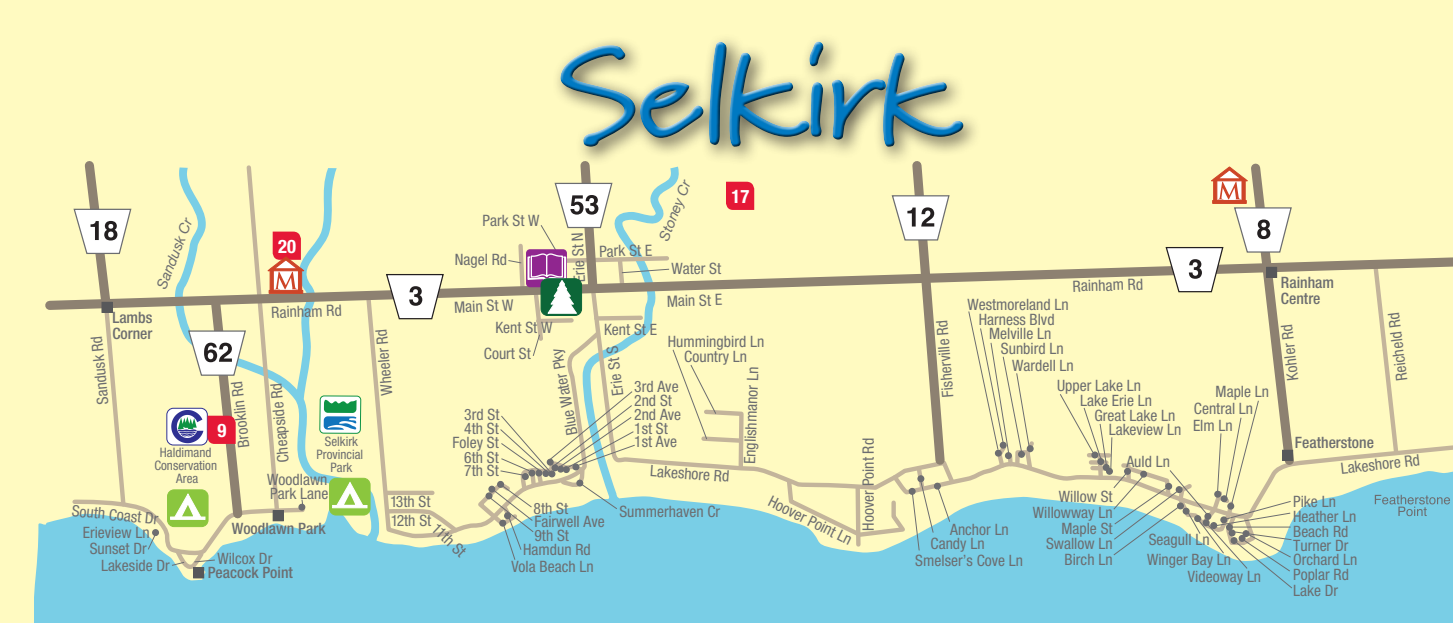 Selkirk
18
Sandusk Cr
20
M
Park St W
53
Erie St N
Nagel Rd
Park St E
Stoney Cr
Water St
17
12
M
8
3
Rainham
Centre
Rainham Rd
Lambs
Corner
Rainham Rd
3
Main St W
Main St E
Kent St W
Kent St E
Court St
62
Sandusk Rd
Brooklin Rd
Cheapside Rd
Wheeler Rd
Blue Water Pky
Erie St S
Hummingbird Ln
Country Ln
Englishmanor Ln
Fisherville Rd
Westmoreland Ln
Harness Blvd
Melville Ln
Sunbird Ln
Wardell Ln
Upper Lake Ln
Lake Erie Ln
Great Lake Ln
Lakeview Ln
Maple Ln
Central Ln
Elm Ln
Kohler Rd
Reicheld Rd
C
9
Haldimand
Conservation
Area
Selkirk
Provincial
Park
3rd St
4th St
Foley St
6th St
7th St
3rd Ave
2nd St
2nd Ave
1st St
1st Ave
Lakeshore Rd
Hoover Point Rd
Auld Ln
Featherstone
Lakeshore Rd
Woodlawn
Park Lane
Woodlawn Park
South Coast Dr
Erieview Ln
Sunset Dr
Lakeside Dr
Wilcox Dr
Peacock Point
13th St
12th St
11th St
8th St
Fairwell Ave
9th St
Hamdun Rd
Vola Beach Ln
Summerhaven Cr
Hoover Point Ln
Anchor Ln
Candy Ln
Smelser's Cove Ln
Willow St
Willowway Ln
Maple St
Swallow Ln
Birch Ln
Seagull Ln
Winger Bay Ln
Videoway Ln
Pike Ln
Heather Ln
Beach Rd
Turner Dr
Orchard Ln
Poplar Rd
Lake Dr
Featherstone
Point